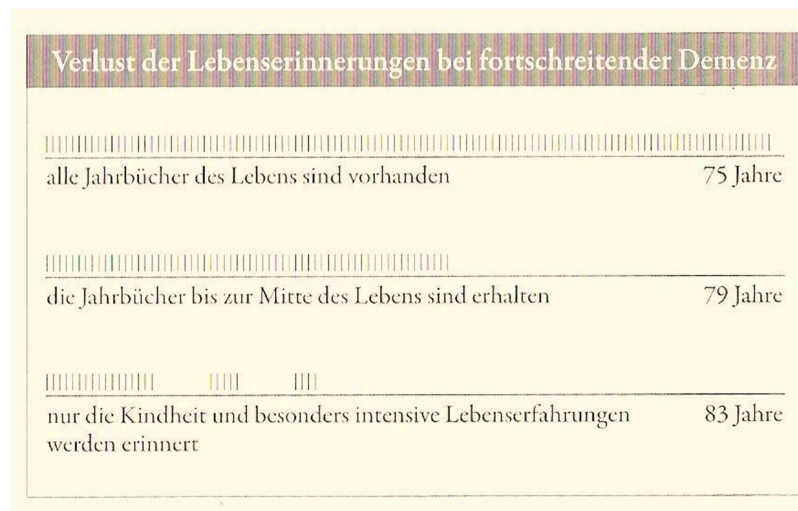 Verlust der Lebenserinnerungen bei fortschreitender Demenz
alle Jahrbücher des Lebens sind vorhanden 75 Jahre
die Jahrbücher bis zur Mitte des Lebens sind erhalten 79 Jahre
nur die Kindheit und besonders intensive Lebenserfahrungen 83 Jahre
werden erinnert